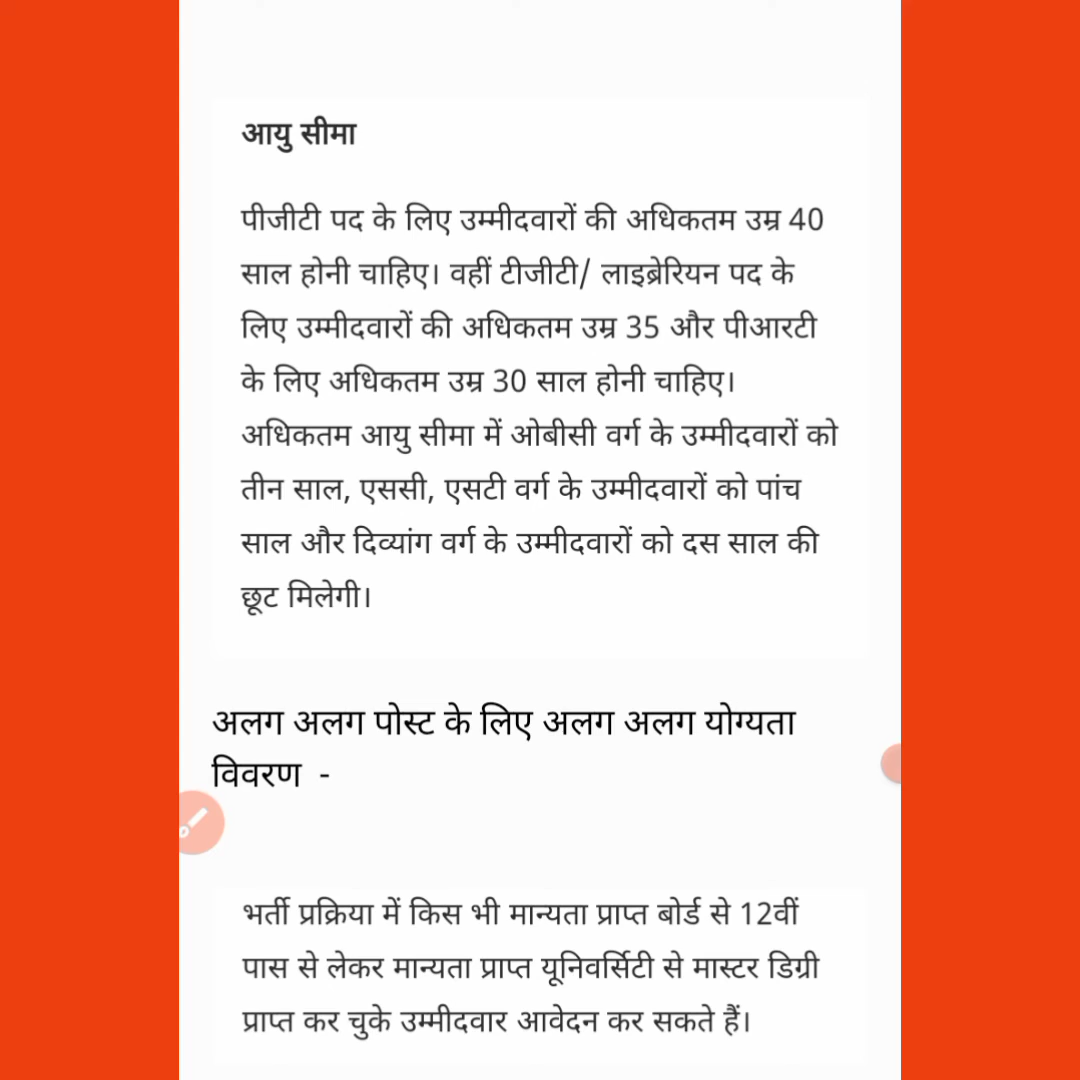 आयु सीमा
पीजीटी पद के लिए उम्मीदवारों की अधिकतम उम्र 40
साल होनी चाहिए। वहीं टीजीटी/ लाइब्रेरियन पद के
लिए उम्मीदवारों की अधिकतम उम्र 35 और पीआरटी
के लिए अधिकतम उम्र 30 साल होनी चाहिए।
अधिकतम आयु सीमा में ओबीसी वर्ग के उम्मीदवारों को
तीन साल, एससी, एसटी वर्ग के उम्मीदवारों को पांच
साल और दिव्यांग वर्ग के उम्मीदवारों को दस साल की
छूट मिलेगी।
अलग अलग पोस्ट के लिए अलग अलग योग्यता
विवरण -
भर्ती प्रक्रिया में किस भी मान्यता प्राप्त बोर्ड से 12वीं
पास से लेकर मान्यता प्राप्त यूनिवर्सिटी से मास्टर डिग्री
प्राप्त कर चुके उम्मीदवार आवेदन कर सकते हैं।